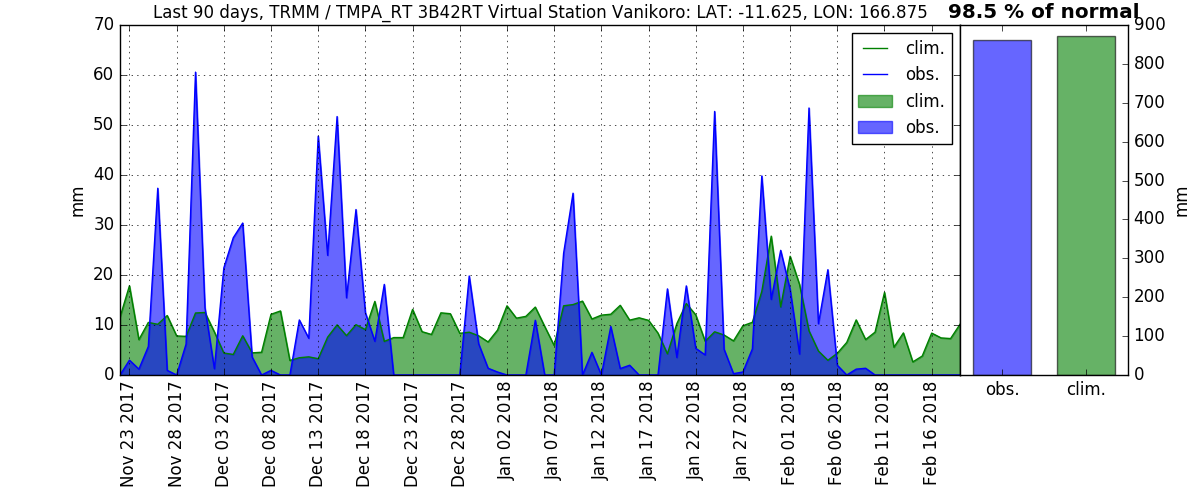 Last 90 days, TRMM / TMPA_RT 3B42RT Virtual Station Vanikoro: LAT: -11.625, LON: 166.875
98.5 % of normal
70
60
50
40
30
20
10
0
mm
clim.
obs.
clim.
obs.
Nov 23 2017
Nov 28 2017
Dec 03 2017
Dec 08 2017
Dec 13 2017
Dec 18 2017
Dec 23 2017
Dec 28 2017
Jan 02 2018
Jan 07 2018
Jan 12 2018
Jan 17 2018
Jan 22 2018
Jan 27 2018
Feb 01 2018
Feb 06 2018
Feb 11 2018
Feb 16 2018
900
800
700
600
500
400
300
200
100
0
mm
obs.
clim.